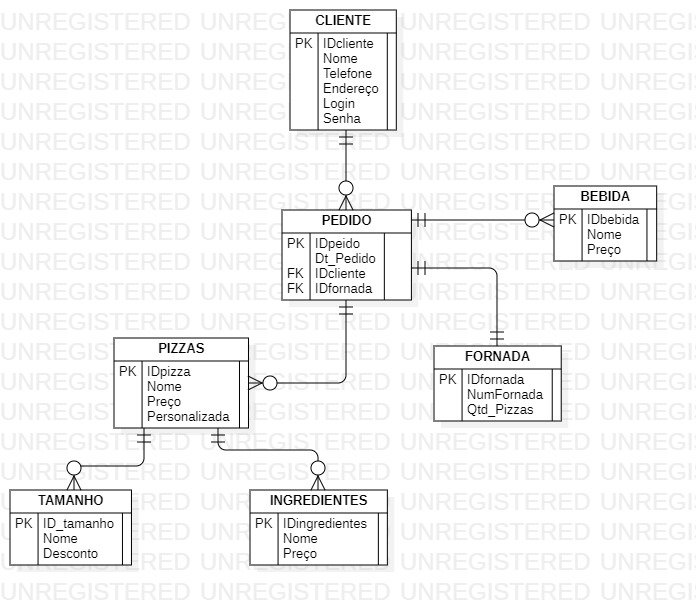 CLIENTE
PK IDcliente
Nome
Telefone
Endereço
Login
Senha
BEBIDA
PK IDbebida
Nome
Preço
PEDIDO
PK IDpeido
Dt_Pedido
FK IDcliente
FK IDfornada
PIZZAS
PK IDpizza
Nome
Preço
Personalizada
FORNADA
PK IDfornada
NumFornada
Qtd_Pizzas
TAMANHO
PK ID_tamanho
Nome
Desconto
INGREDIENTES
PK IDingredientes
Nome
Preço
UNREGISTERED